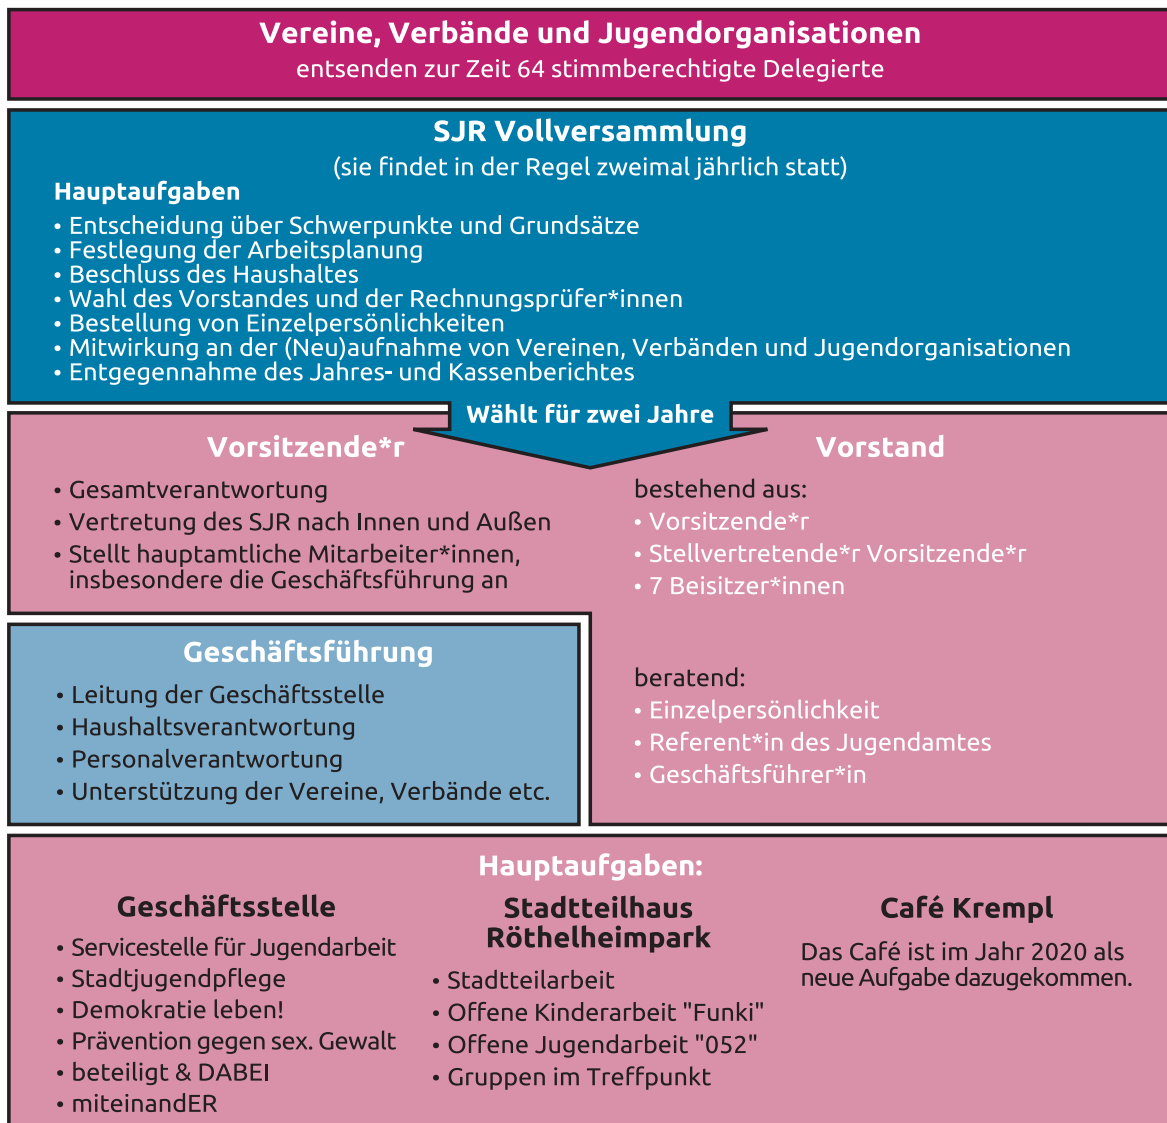 Vereine, Verbände und Jugendorganisationen
entsenden zur Zeit 64 stimmberechtigte Delegierte
SJR Vollversammlung
(sie findet in der Regel zweimal jährlich statt)
Hauptaufgaben
• Entscheidung über Schwerpunkte und Grundsätze
• Festlegung der Arbeitsplanung
• Beschluss des Haushaltes
• Wahl des Vorstandes und der Rechnungsprüfer*innen
• Bestellung von Einzelpersönlichkeiten
• Mitwirkung an der (Neu)aufnahme von Vereinen, Verbänden und Jugendorganisationen
• Entgegennahme des Jahres- und Kassenberichtes
Wählt für zwei Jahre
Vorsitzende*r
• Gesamtverantwortung
• Vertretung des SJR nach Innen und Außen
• Stellt hauptamtliche Mitarbeiter*innen,
insbesondere die Geschäftsführung an
Vorstand
bestehend aus:
• Vorsitzende*r
• Stellvertretende*r Vorsitzende*r
• 7 Beisitzer*innen
beratend:
• Einzelpersönlichkeit
• Referent*in des Jugendamtes
• Geschäftsführer*in
Geschäftsführung
• Leitung der Geschäftsstelle
• Haushaltsverantwortung
• Personalverantwortung
• Unterstützung der Vereine, Verbände etc.
Hauptaufgaben:
Geschäftsstelle
• Servicestelle für Jugendarbeit
• Stadtjugendpflege
• Demokratie leben!
• Prävention gegen sex. Gewalt
• beteiligt & DABEI
• miteinandER
Stadtteilhaus
Röthelheimpark
• Stadtteilarbeit
• Offene Kinderarbeit "Funki"
• Offene Jugendarbeit "052"
• Gruppen im Treffpunkt
Café Krempl
Das Café ist im Jahr 2020 als
neue Aufgabe dazugekommen.